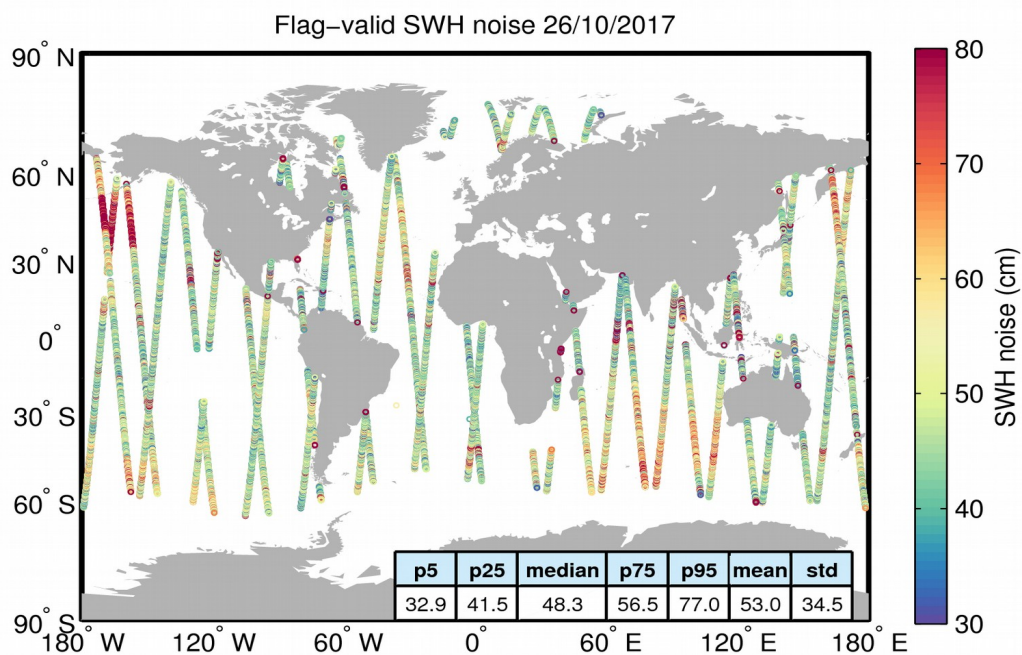 Flag−valid SWH noise 26/10/2017
90° N
60° N
30° N
0°
30° S
60° S
90° S
180° W
120° W
60° W
0°
60° E
120° E
180° E
p5 p25 median p75 p95 mean std
32.9 41.5 48.3 56.5 77.0 53.0 34.5
80
70
60
50
40
30
SWH noise (cm)